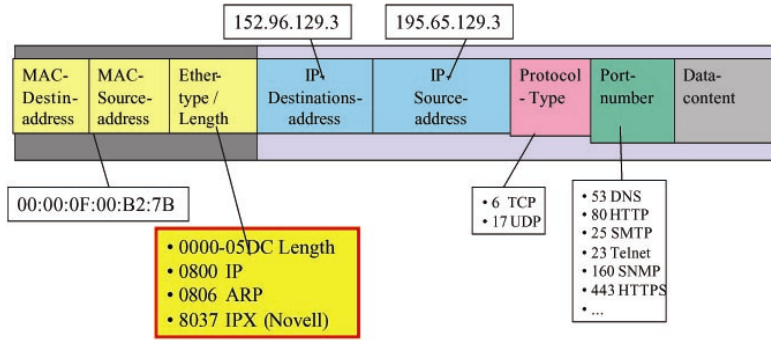 152.96.129.3
195.65.129.3
MAC-
Destin-
address
MAC-
Source-
address
Ether-
type /
Length
IP-
Destinations-
address
IP-
Source-
address
Protocol
- Type
Port-
number
Data-
content
00:00:0F:00:B2:7B
• 0000-05DC Length
• 0800 IP
• 0806 ARP
• 8037 IPX (Novell)
• 6 TCP
• 17 UDP
• 53 DNS
• 80 HTTP
• 25 SMTP
• 23 Telnet
• 160 SNMP
• 443 HTTPS
• ...